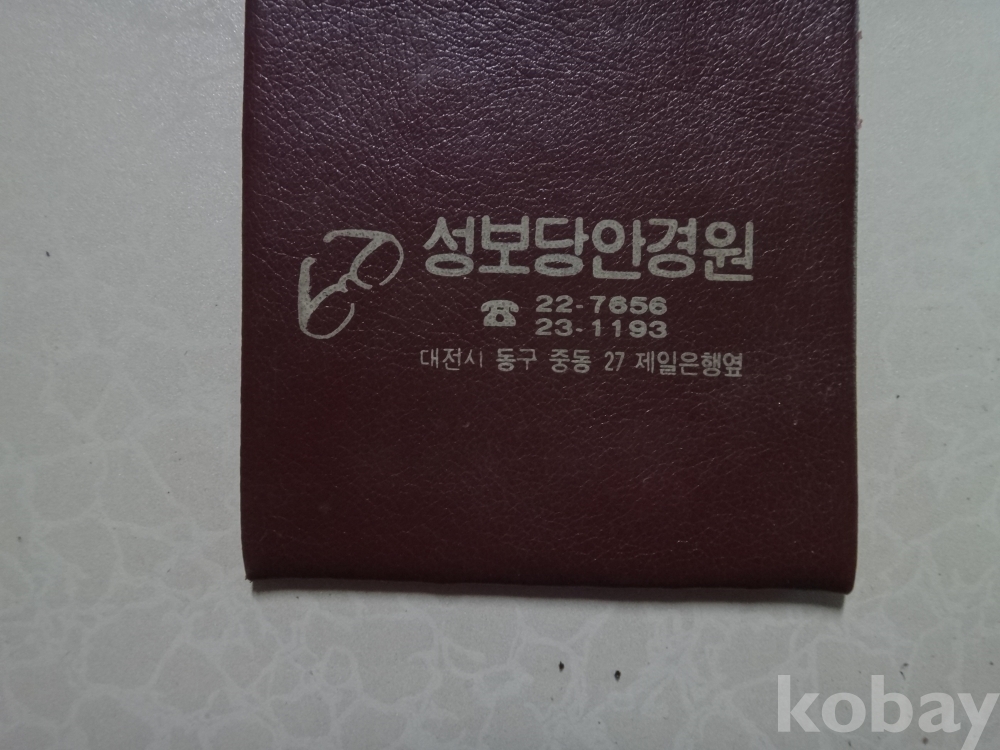 성보당안경원
☎ 22-7656
23-1193
대전시 동구 중동 27 제일은행옆
kobay